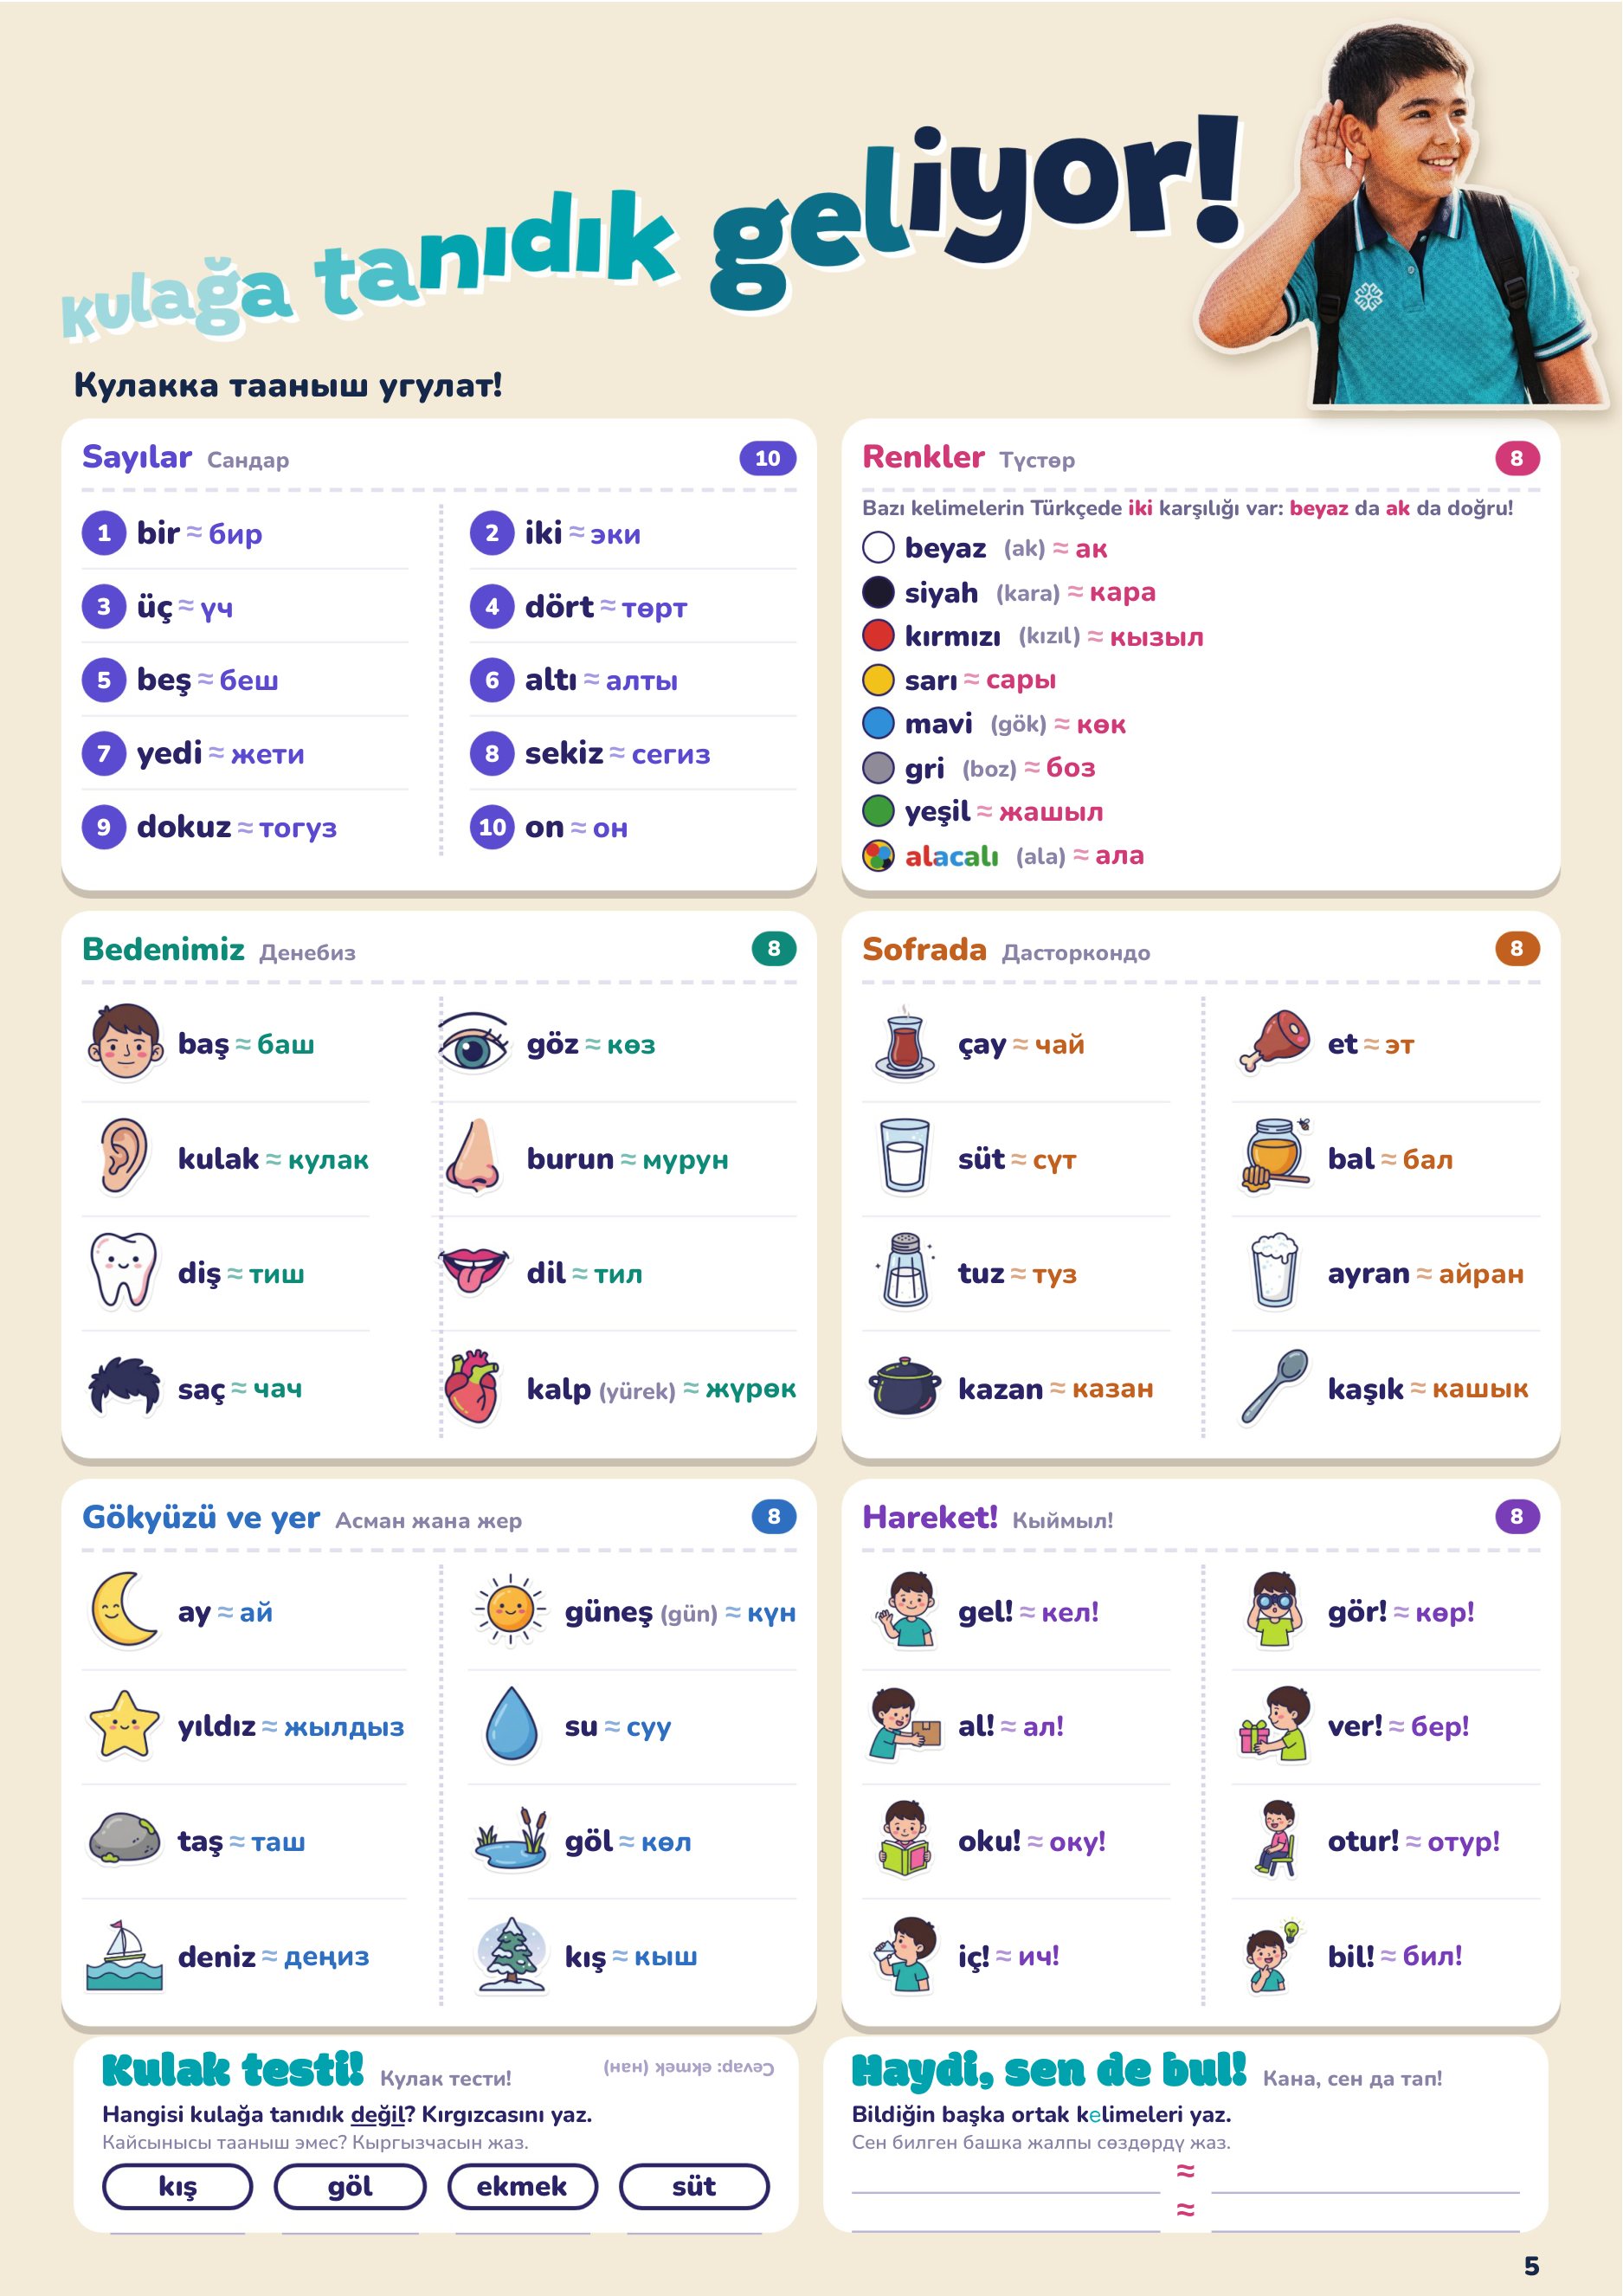 kulağa tanıdık geliyor!
Кулакка тааныш угулат!
Sayılar Сандар 10
1 bir ≈ бир
2 iki ≈ эки
3 üç ≈ үч
4 dört ≈ төрт
5 beş ≈ беш
6 altı ≈ алты
7 yedi ≈ жети
8 sekiz ≈ сегиз
9 dokuz ≈ тогуз
10 on ≈ он
Renkler Түстөр 8
Bazı kelimelerin Türkçede iki karşılığı var: beyaz da ak da doğru!
beyaz (ak) ≈ ак
siyah (kara) ≈ кара
kırmızı (kızıl) ≈ кызыл
sarı ≈ сары
mavi (gök) ≈ көк
gri (boz) ≈ боз
yeşil ≈ жашыл
alacalı (ala) ≈ ала
Bedenimiz Денебиз 8
baş ≈ баш
göz ≈ көз
kulak ≈ кулак
burun ≈ мурун
diş ≈ тиш
dil ≈ тил
saç ≈ чач
kalp (yürek) ≈ жүрөк
Sofrada Дасторкондо 8
çay ≈ чай
et ≈ эт
süt ≈ сүт
bal ≈ бал
tuz ≈ туз
ayran ≈ айран
kazan ≈ казан
kaşık ≈ кашык
Gökyüzü ve yer Асман жана жер 8
ay ≈ ай
güneş (gün) ≈ күн
yıldız ≈ жылдыз
su ≈ суу
taş ≈ таш
göl ≈ көл
deniz ≈ деңиз
kış ≈ кыш
Hareket! Кыймыл! 8
gel! ≈ кел!
gör! ≈ көр!
al! ≈ ал!
ver! ≈ бер!
oku! ≈ оку!
otur! ≈ отур!
iç! ≈ ич!
bil! ≈ бил!
Kulak testi! Кулак тести! Cevap: ekmek (нан)
Hangisi kulağa tanıdık değil? Kırgızcasını yaz.
Кайсынысы тааныш эмес? Кыргызчасын жаз.
kış göl ekmek süt
Haydi, sen de bul! Кана, сен да тап!
Bildiğin başka ortak kelimeleri yaz.
Сен билген башка жалпы сөздөрдү жаз.
≈
≈
5